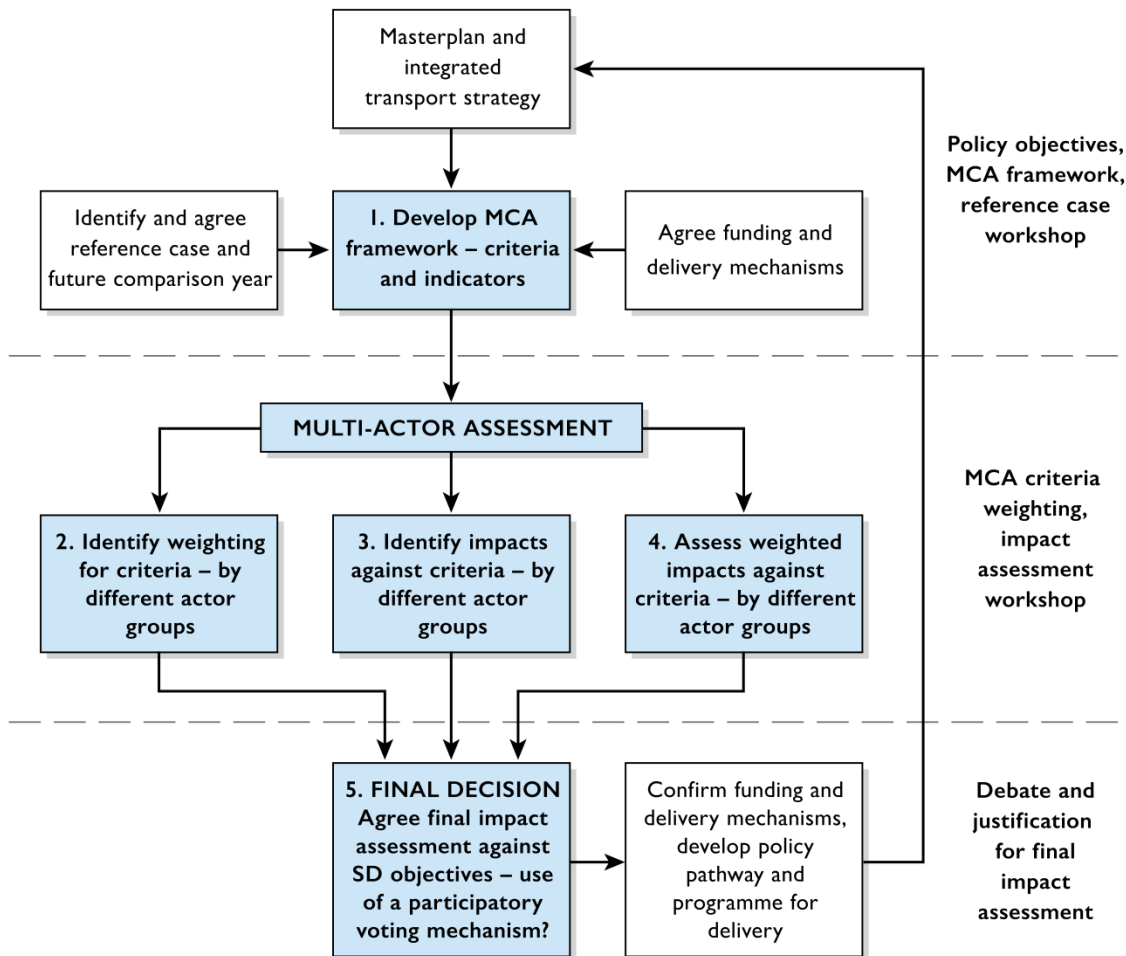 Masterplan and
integrated
transport strategy
Policy objectives,
MCA framework,
reference case
workshop
Identify and agree
reference case and
future comparison year
1. Develop MCA
framework – criteria
and indicators
Agree funding and
delivery mechanisms
MULTI-ACTOR ASSESSMENT
MCA criteria
weighting,
impact
assessment
workshop
2. Identify weighting
for criteria – by
different actor
groups
3. Identify impacts
against criteria – by
different actor
groups
4. Assess weighted
impacts against
criteria – by different
actor groups
5. FINAL DECISION
Agree final impact
assessment against
SD objectives – use
of a participatory
voting mechanism?
Confirm funding and
delivery mechanisms,
develop policy
pathway and
programme for
delivery
Debate and
justification
for final
impact
assessment